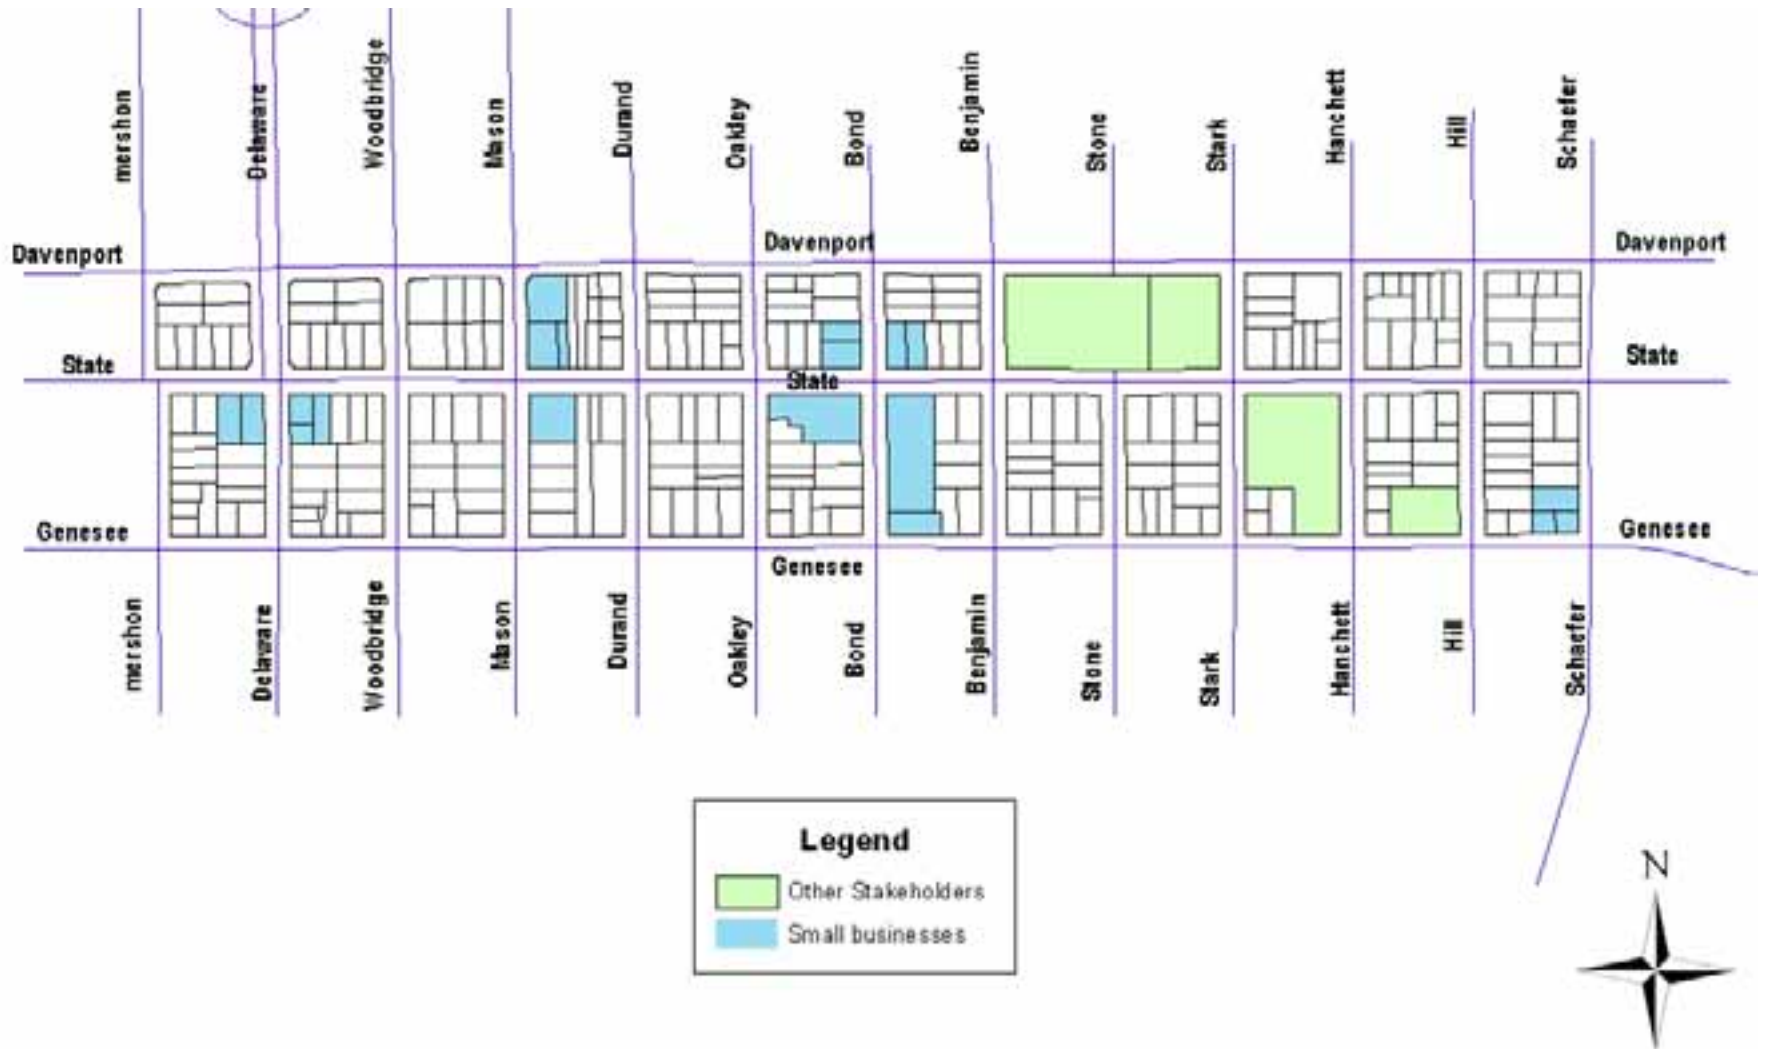 mershon
Delaware
Woodbridge
Mason
Durand
Oakley
Bond
Benjamin
Stone
Stark
Hanchett
Hill
Schaefer
Davenport
Davenport
Davenport
State
State
State
Genesee
Genesee
Genesee
mershon
Delaware
Woodbridge
Mason
Durand
Oakley
Bond
Benjamin
Stone
Stark
Hanchett
Hill
Schaefer
Legend
Other Stakeholders
Small businesses
N